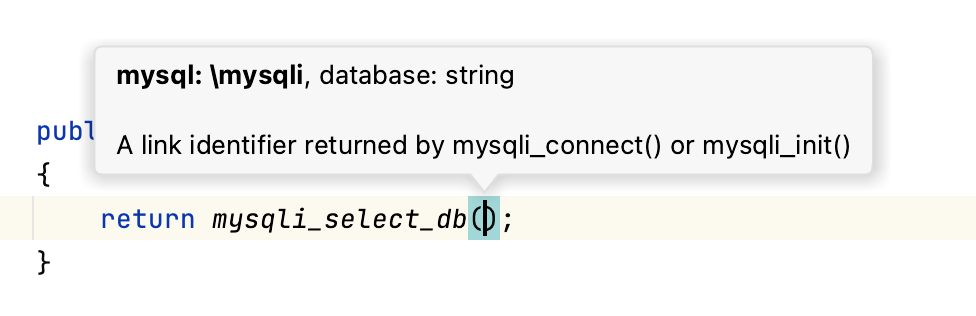 mysql: \mysqli, database: string
A link identifier returned by mysqli_connect() or mysqli_init()
publ
{
return mysqli_select_db();
}